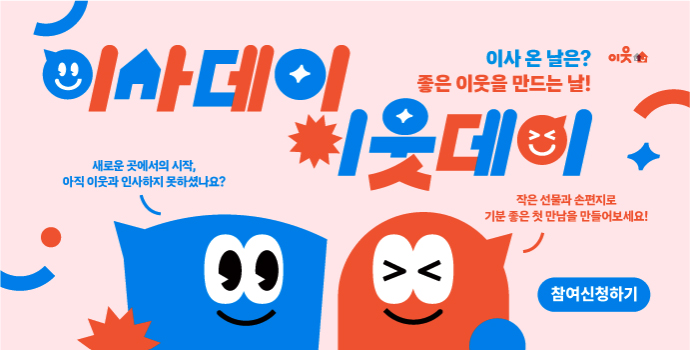 이사데이
이웃데이
이사 온 날은?
좋은 이웃을 만드는 날!
이웃
새로운 곳에서의 시작,
아직 이웃과 인사하지 못하셨나요?
작은 선물과 손편지로
기분 좋은 첫 만남을 만들어보세요!
참여신청하기